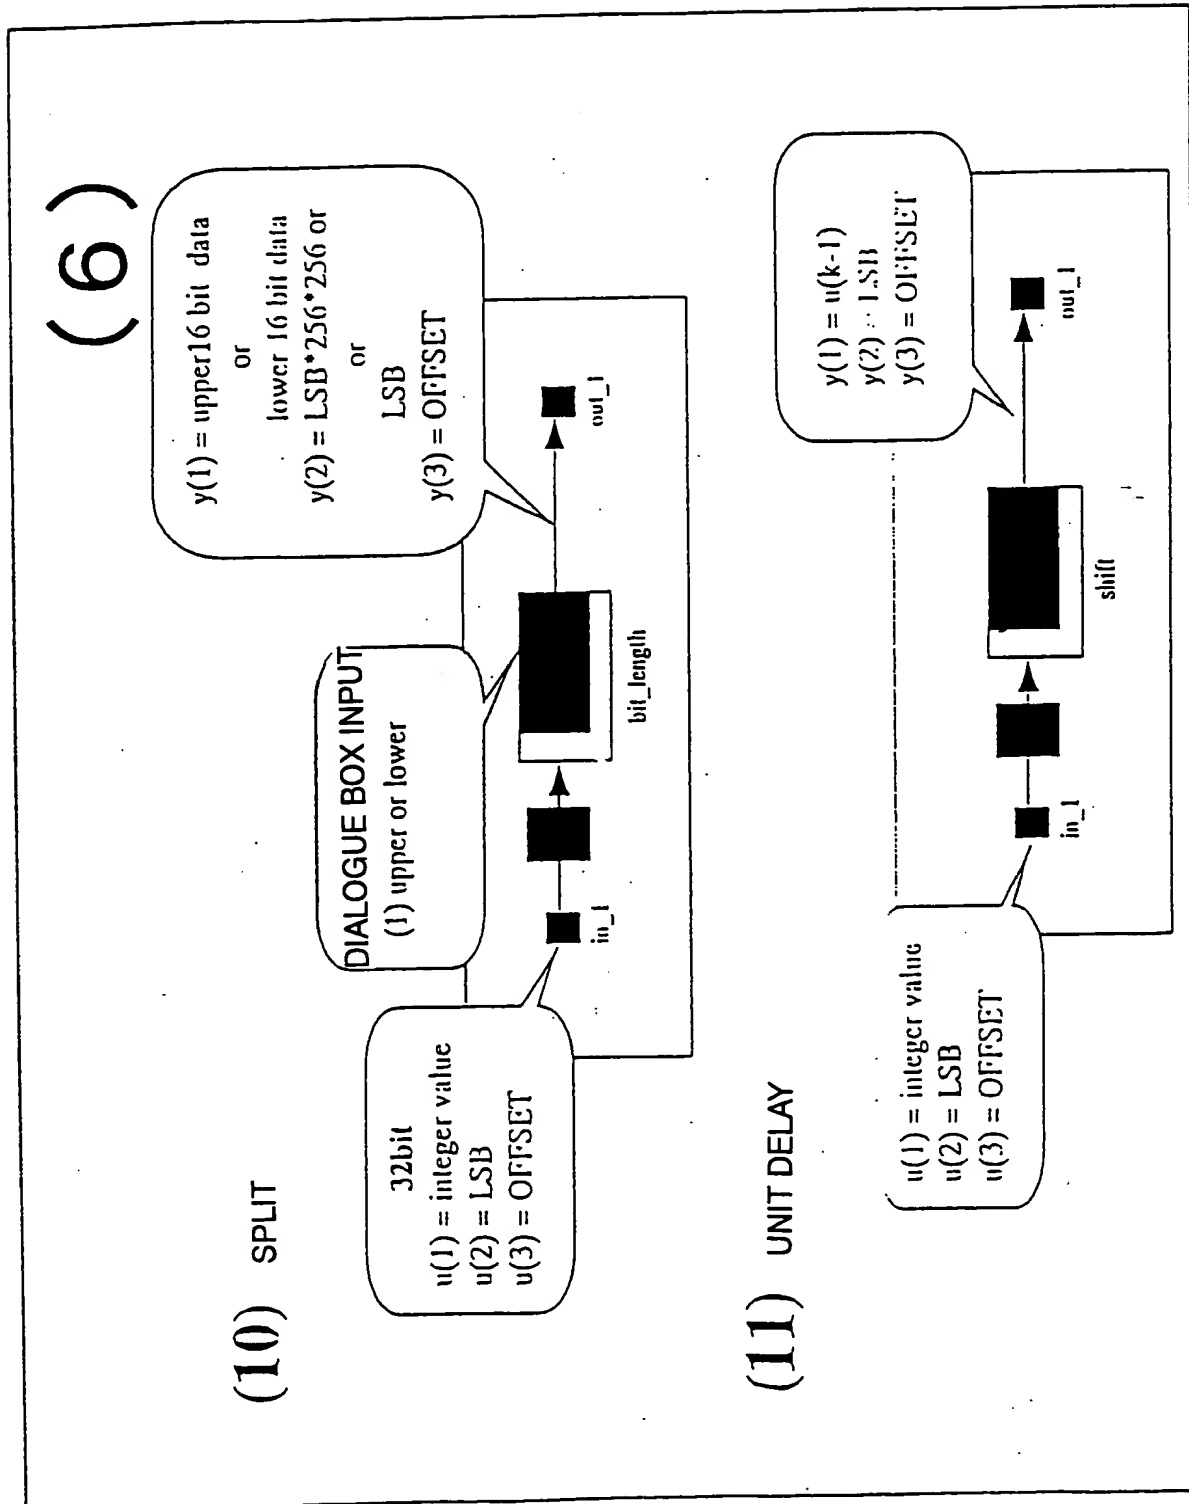 (6)
(10) SPLIT
32bit
u(1) = integer value
u(2) = LSB
u(3) = OFFSET
DIALOGUE BOX INPUT
(1) upper or lower
y(1) = upper16 bit data
or
lower 16 bit data
y(2) = LSB*256*256 or
or
LSB
y(3) = OFFSET
in_1
bit_length
out_1
(11) UNIT DELAY
u(1) = integer value
u(2) = LSB
u(3) = OFFSET
y(1) = u(k-1)
y(2) = LSB
y(3) = OFFSET
in_1
shift
out_1